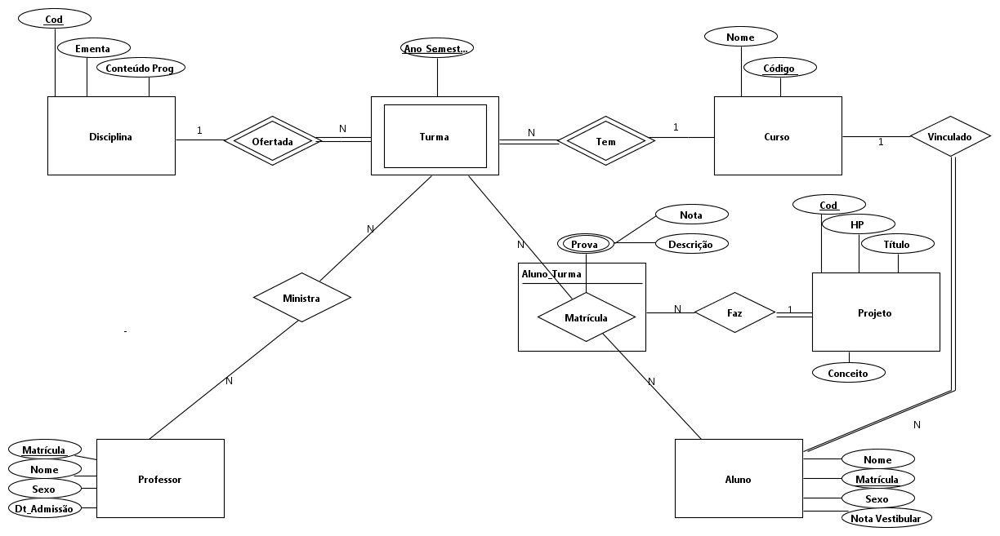 Cod
Ementa
Conteúdo Prog
Ano_Semest...
Nome
Código
Disciplina
1
Ofertada
N
Turma
N
Tem
1
Curso
1
Vinculado
N
N
Prova
Nota
Descrição
Cod
HP
Título
Aluno_Turma
Ministra
Matrícula
N
Faz
1
Projeto
Conceito
-
N
N
N
Matrícula
Nome
Sexo
Dt_Admissão
Professor
Aluno
Nome
Matrícula
Sexo
Nota Vestibular